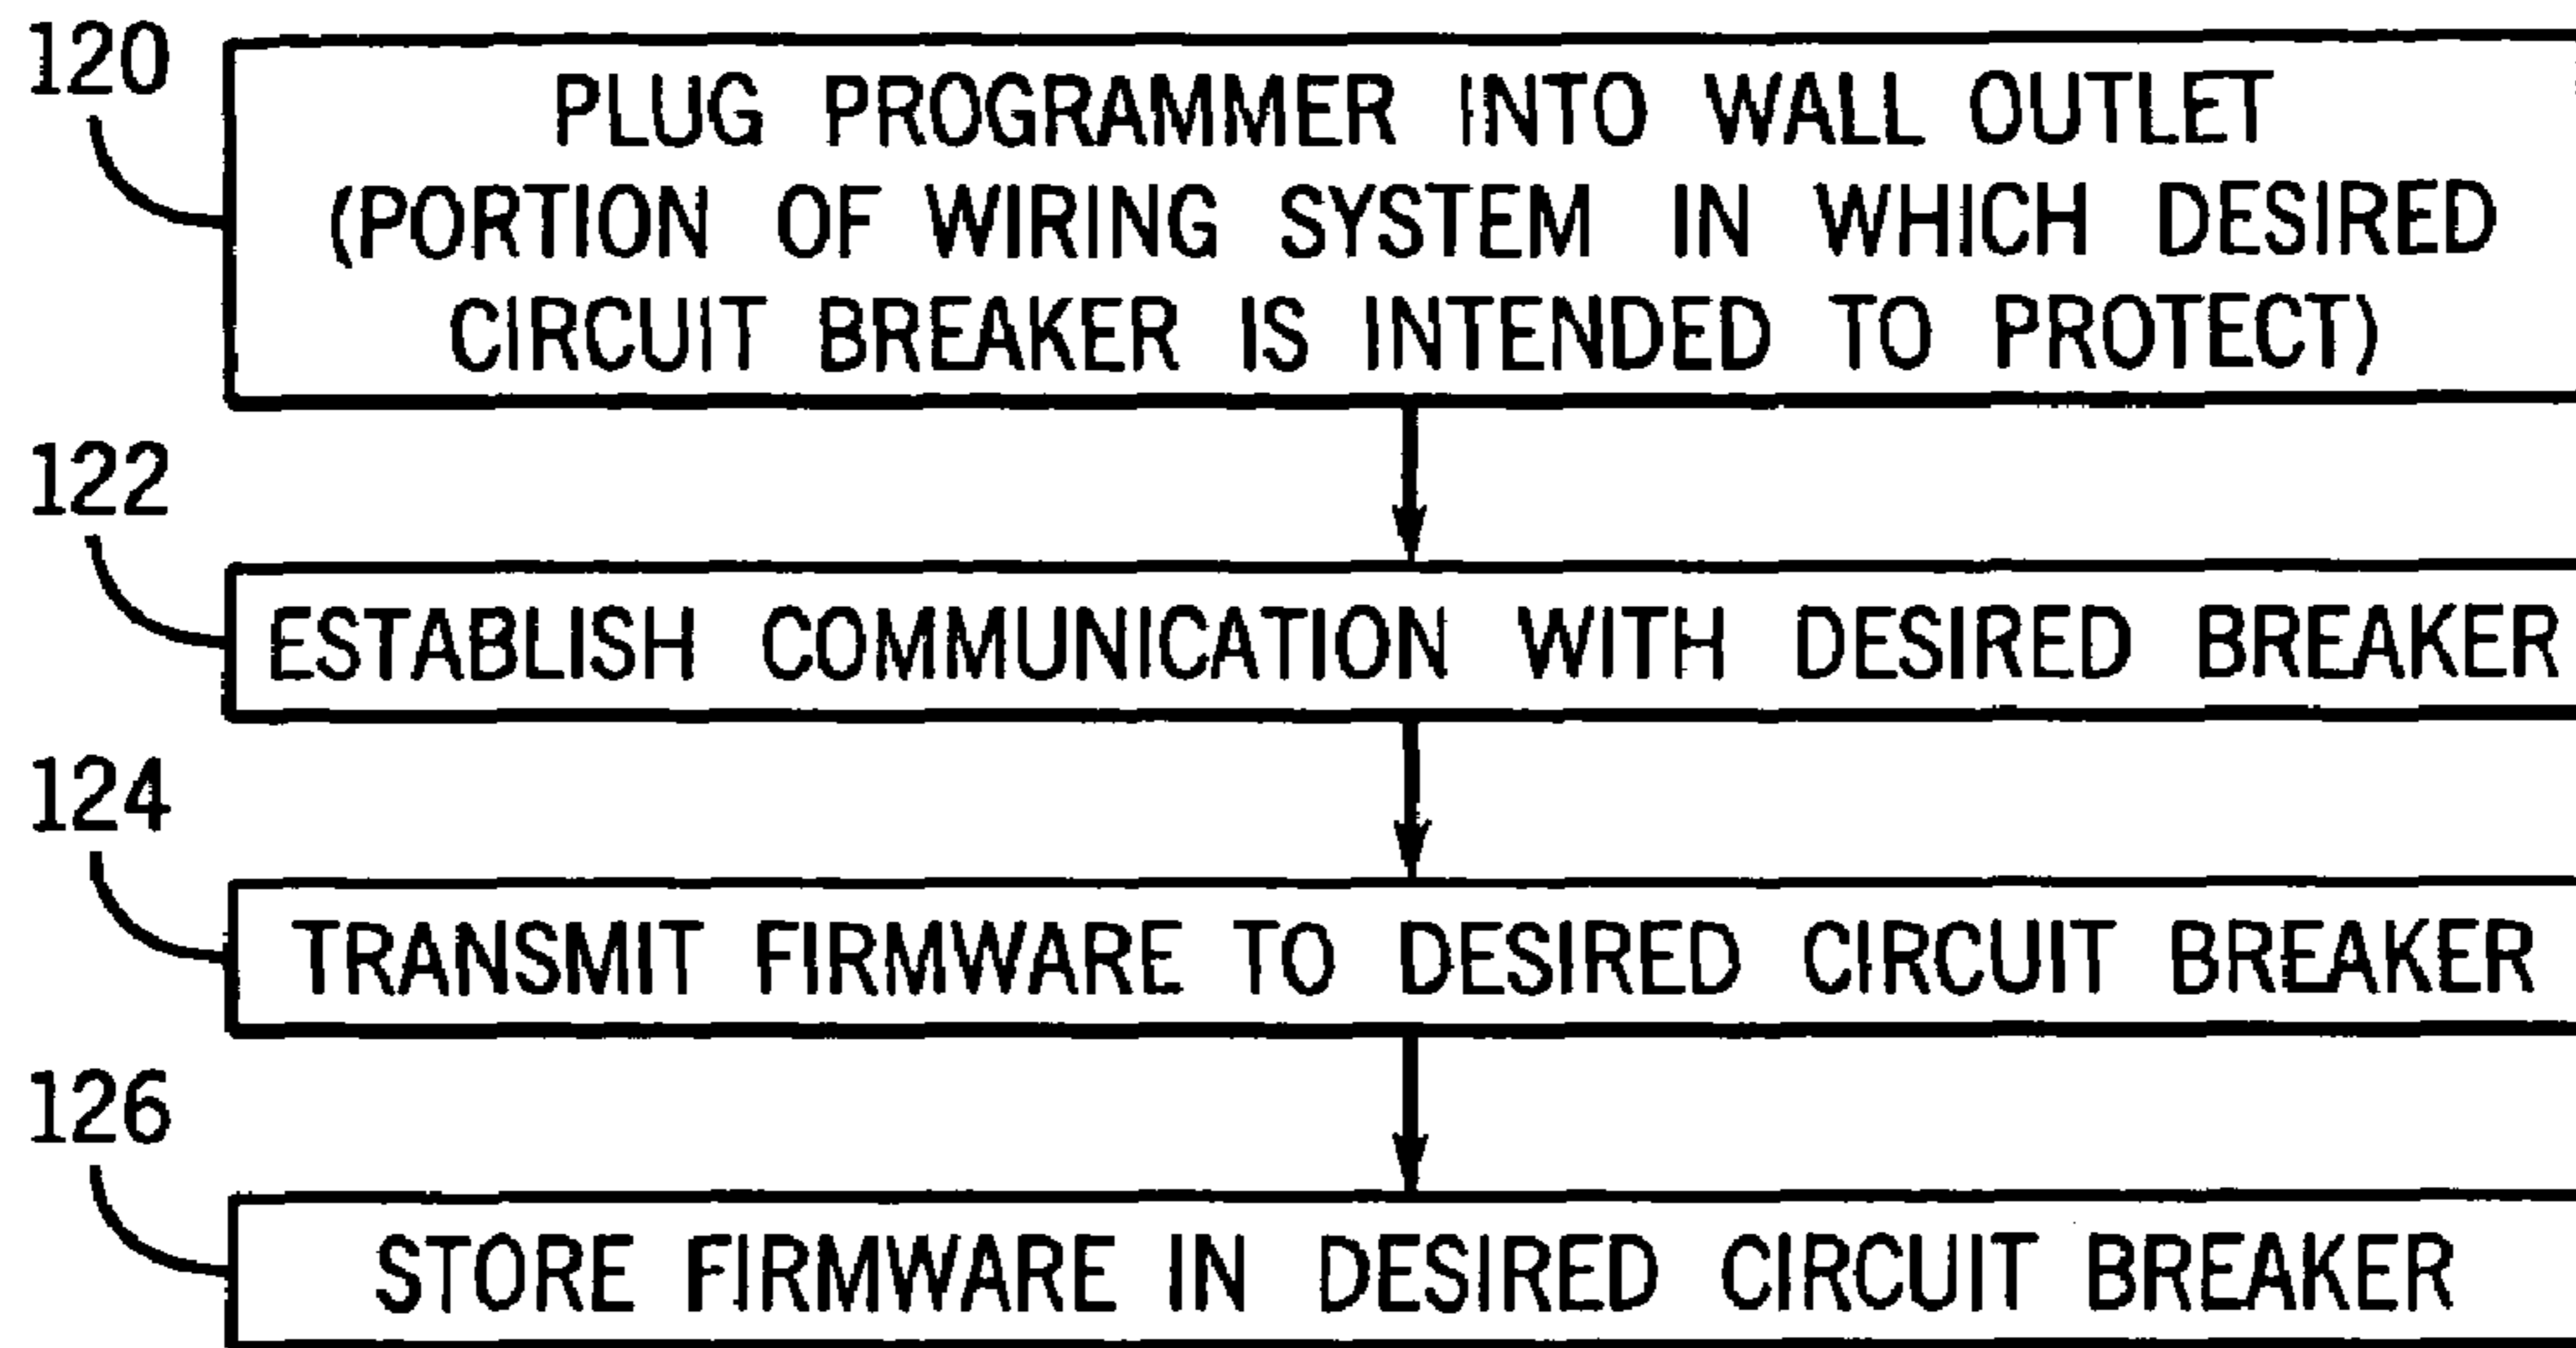 120
PLUG PROGRAMMER INTO WALL OUTLET
(PORTION OF WIRING SYSTEM IN WHICH DESIRED
CIRCUIT BREAKER IS INTENDED TO PROTECT)
122
ESTABLISH COMMUNICATION WITH DESIRED BREAKER
124
TRANSMIT FIRMWARE TO DESIRED CIRCUIT BREAKER
126
STORE FIRMWARE IN DESIRED CIRCUIT BREAKER